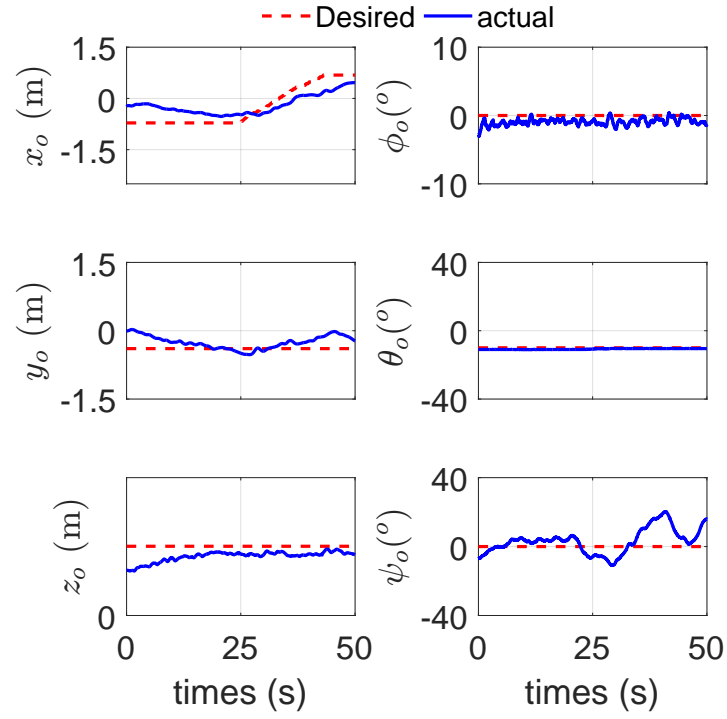 Desired actual
x_o (m)
1.5
0
-1.5
ϕ_o(^o)
10
0
-10
y_o (m)
1.5
0
-1.5
θ_o(^o)
40
0
-40
z_o (m)
0
ψ_o(^o)
40
0
-40
0 25 50
0 25 50
times (s)
times (s)